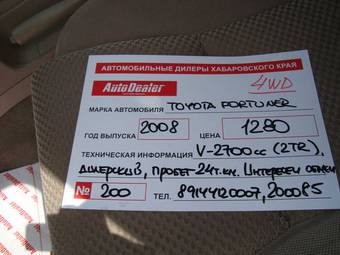 АВТОМОБИЛЬНЫЕ ДИЛЕРЫ ХАБАРОВСКОГО КРАЯ
AutoDealer 4WD
МАРКА АВТОМОБИЛЯ TOYOTA FORTUNER
ГОД ВЫПУСКА 2008 ЦЕНА 1280
ТЕХНИЧЕСКАЯ ИНФОРМАЦИЯ V-2700cc (2TR),
ДИЛЕРСКИЙ, ПРОБЕГ-24т.км. Интересен обмен
№ 200 ТЕЛ. 89144120007, 200085